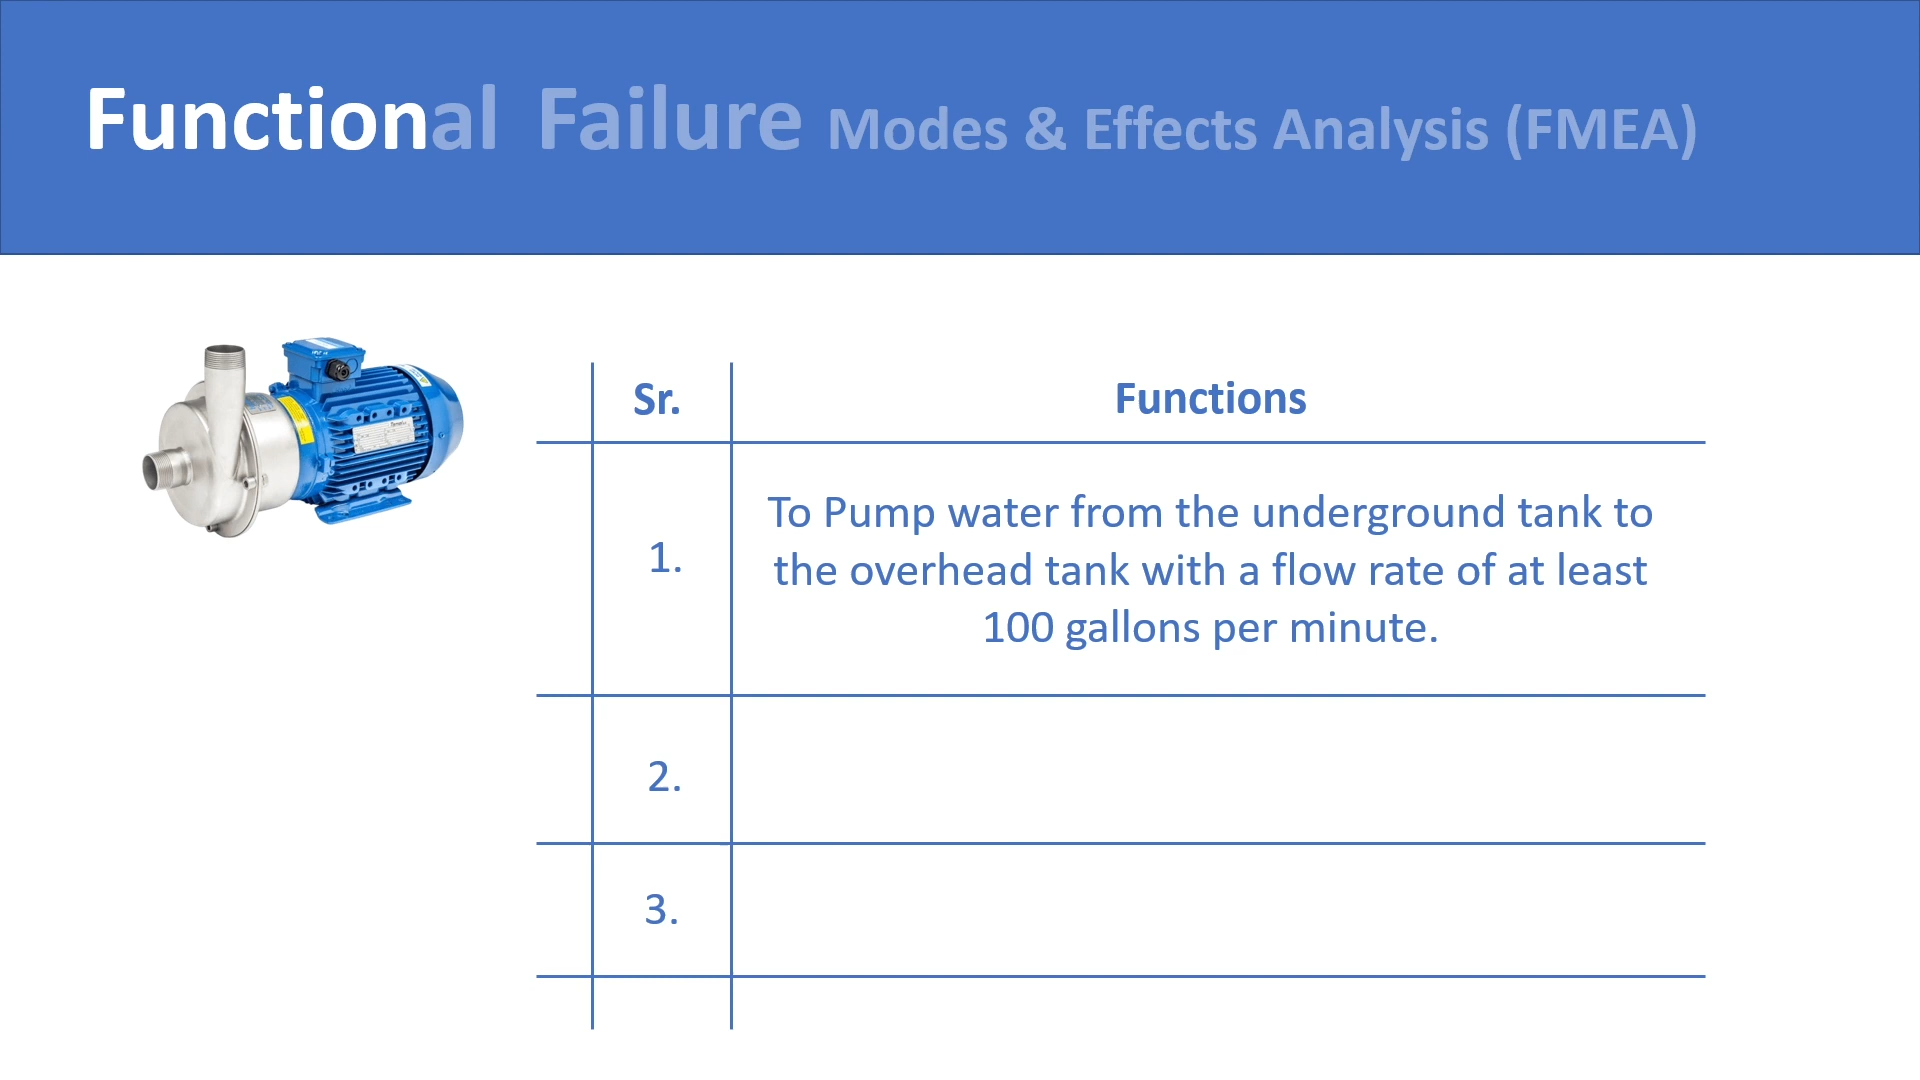 Functional Failure Modes & Effects Analysis (FMEA)
Sr.
Functions
1.
To Pump water from the underground tank to
the overhead tank with a flow rate of at least
100 gallons per minute.
2.
3.